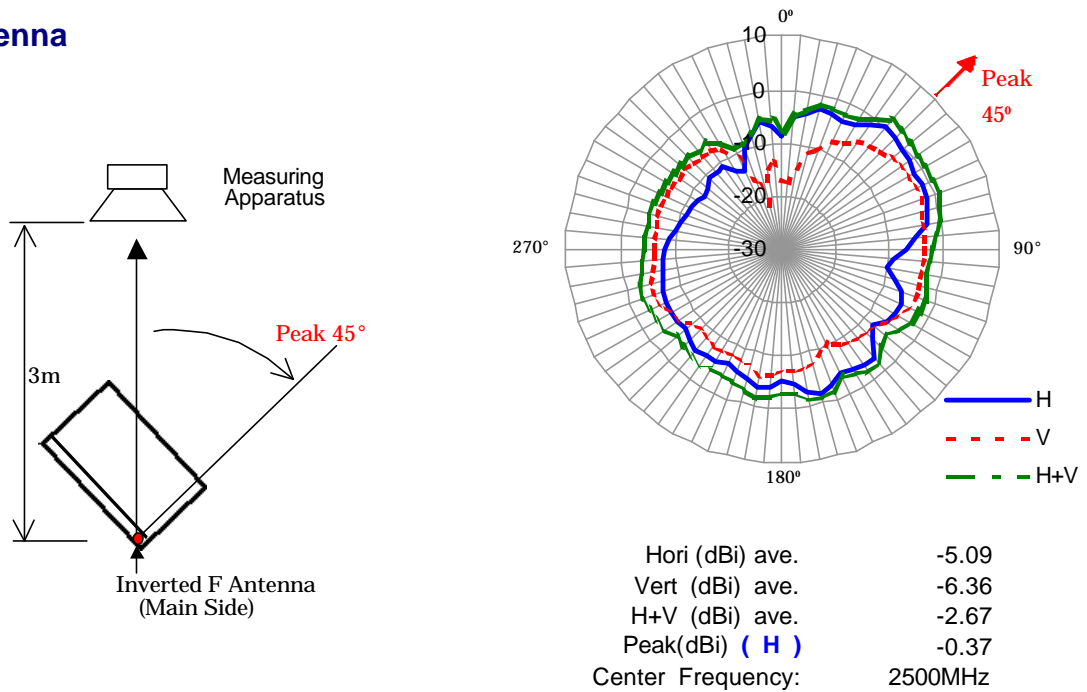 enna
Measuring
Apparatus
Peak 45°
3m
Inverted F Antenna
(Main Side)
0º
10
0
-10
-20
-30
Peak
45º
270°
90°
180º
H
V
H+V
Hori (dBi) ave. -5.09
Vert (dBi) ave. -6.36
H+V (dBi) ave. -2.67
Peak(dBi) ( H ) -0.37
Center Frequency: 2500MHz